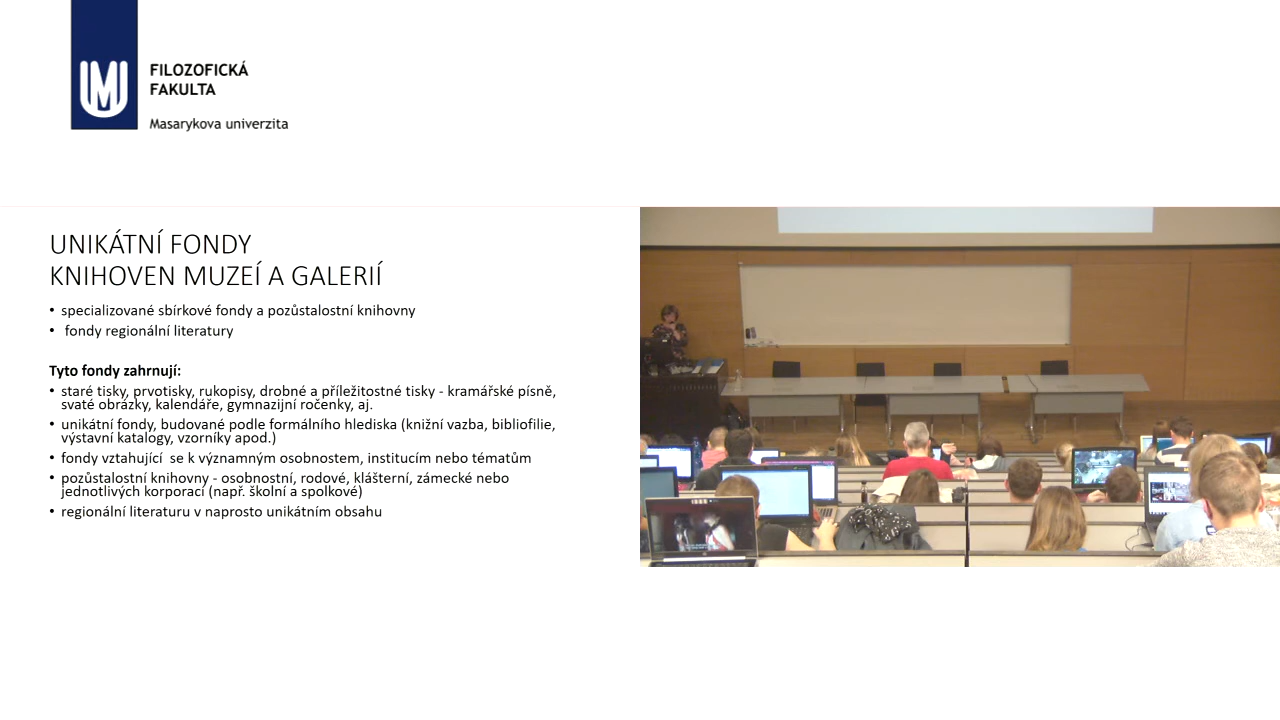 FILOZOFICKÁ
FAKULTA
Masarykova univerzita
UNIKÁTNÍ FONDY
KNIHOVEN MUZEÍ A GALERIÍ
• specializované sbírkové fondy a pozůstalostní knihovny
• fondy regionální literatury
Tyto fondy zahrnují:
• staré tisky, prvotisky, rukopisy, drobné a příležitostné tisky - kramářské písně,
svaté obrázky, kalendáře, gymnazijní ročenky, aj.
• unikátní fondy, budované podle formálního hlediska (knižní vazba, bibliofilie,
výstavní katalogy, vzorníky apod.)
• fondy vztahující se k významným osobnostem, institucím nebo tématům
• pozůstalostní knihovny - osobnostní, rodové, klášterní, zámecké nebo
jednotlivých korporací (např. školní a spolkové)
• regionální literaturu v naprosto unikátním obsahu